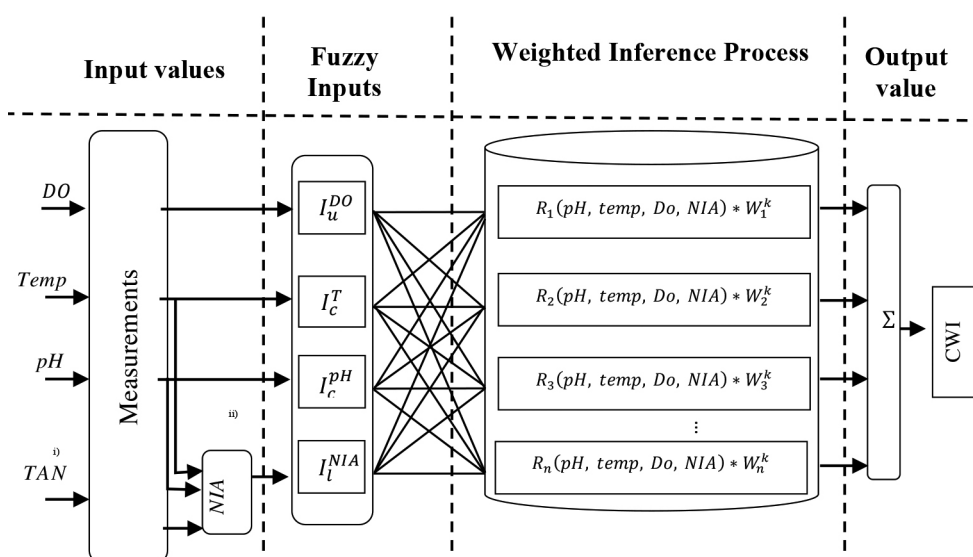 Input values
Fuzzy
Inputs
Weighted Inference Process
Output
value
DO
Temp
pH
i)
TAN
Measurements
ii)
NIA
I_u^{DO}
I_c^T
I_c^{pH}
I_l^{NIA}
R_1(pH, temp, Do, NIA) * W_1^k
R_2(pH, temp, Do, NIA) * W_2^k
R_3(pH, temp, Do, NIA) * W_3^k
⋮
R_n(pH, temp, Do, NIA) * W_n^k
Σ
CWI